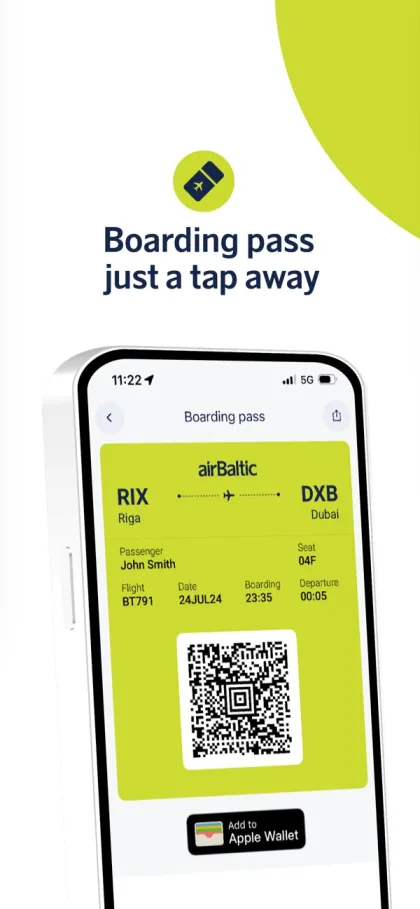 Boarding pass
just a tap away
11:22
5G
Boarding pass
airBaltic
RIX
DXB
Riga
Dubai
Passenger
Seat
John Smith
04F
Flight
Date
Boarding
Departure
BT791
24JUL24
23:35
00:05
Add to
Apple Wallet